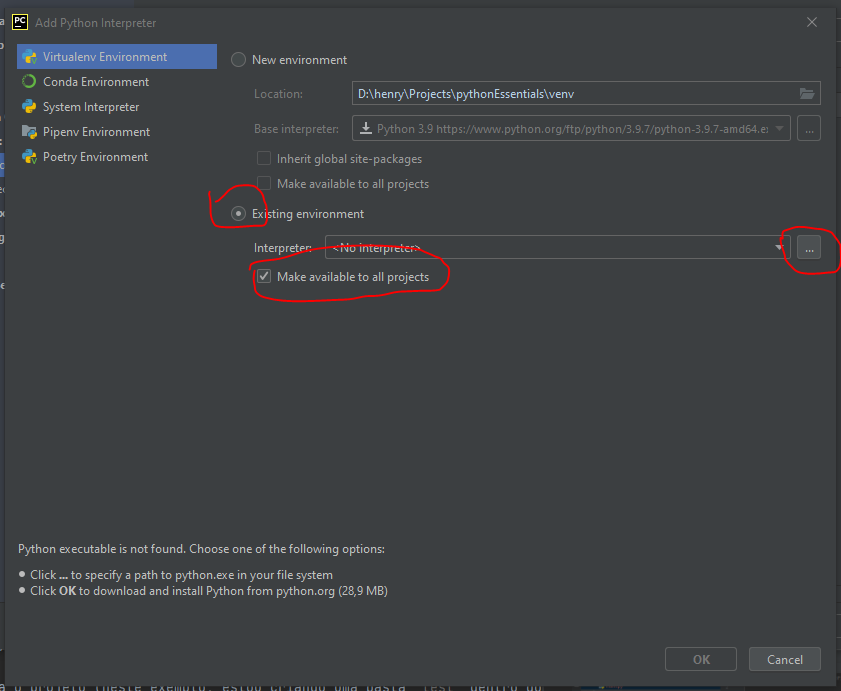 PC Add Python Interpreter
Virtualenv Environment
Conda Environment
System Interpreter
Pipenv Environment
Poetry Environment
New environment
Location: D:\henry\Projects\pythonEssentials\venv
Base interpreter: Python 3.9 https://www.python.org/ftp/python/3.9.7/python-3.9.7-amd64.e
...
Inherit global site-packages
Make available to all projects
Existing environment
Interpreter: <No interpreter>
...
Make available to all projects
Python executable is not found. Choose one of the following options:
Click ... to specify a path to python.exe in your file system
Click OK to download and install Python from python.org (28,9 MB)
OK Cancel